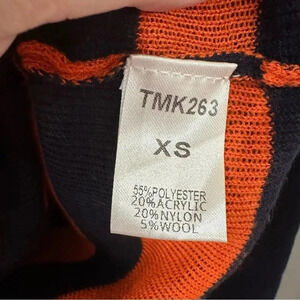 TMK263
XS
55%POLYESTER
20%ACRYLIC
20%NYLON
5%WOOL